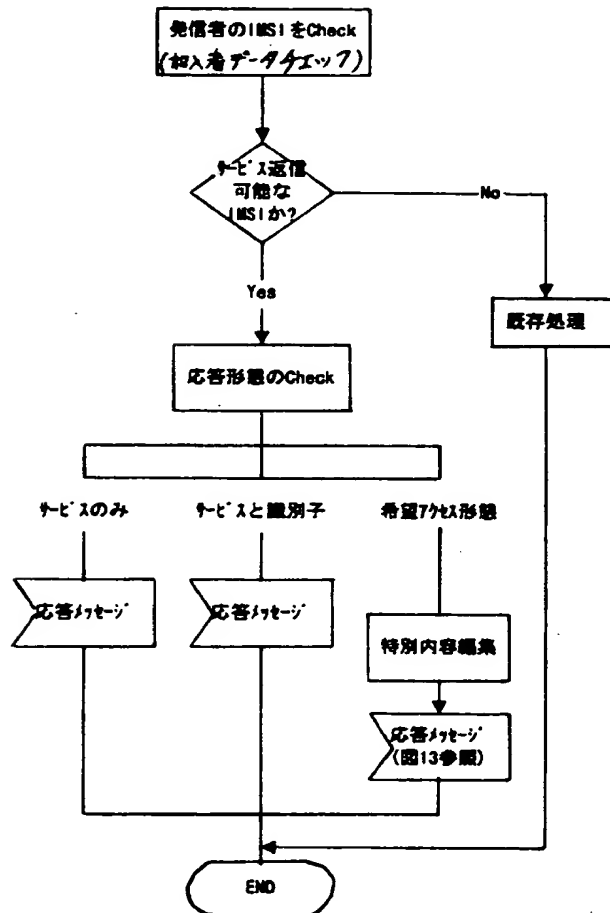 発信者のIMSIをCheck
(加入者データチェック)
サービス返信
可能な
IMSIか?
No
Yes
既存処理
応答形態のCheck
サービスのみ
サービスと識別子
希望アクセス形態
応答メッセージ
応答メッセージ
特別内容編集
応答メッセージ
(図13参照)
END